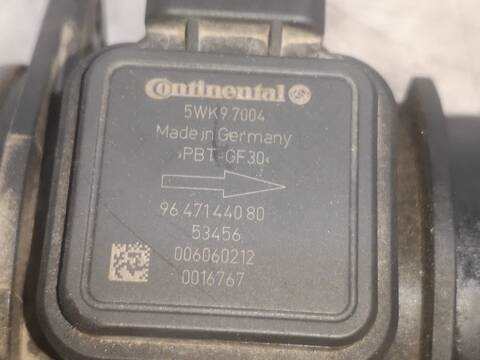 Continental
5WK9 7004
Made in Germany
›PBT-GF30‹
96 471 440 80
53456
006060212
0016767